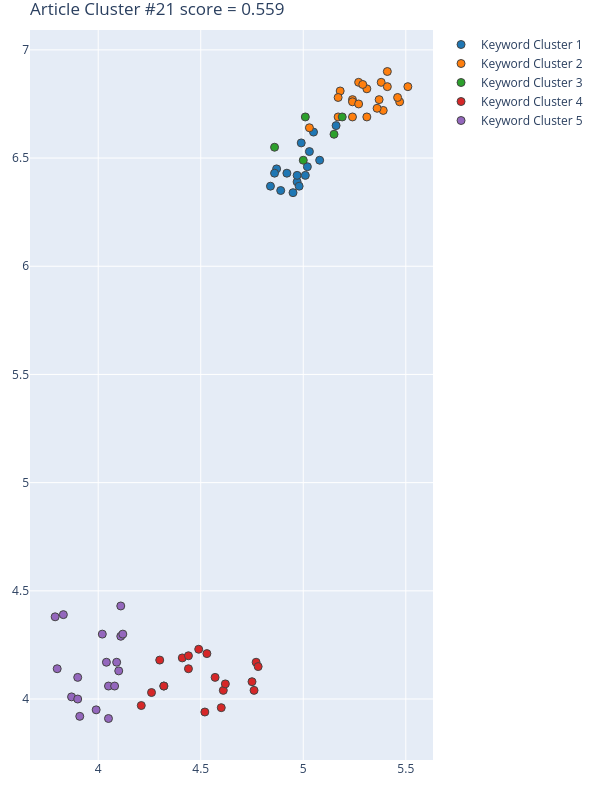 Article Cluster #21 score = 0.559
Keyword Cluster 1
Keyword Cluster 2
Keyword Cluster 3
Keyword Cluster 4
Keyword Cluster 5
7
6.5
6
5.5
5
4.5
4
4 4.5 5 5.5